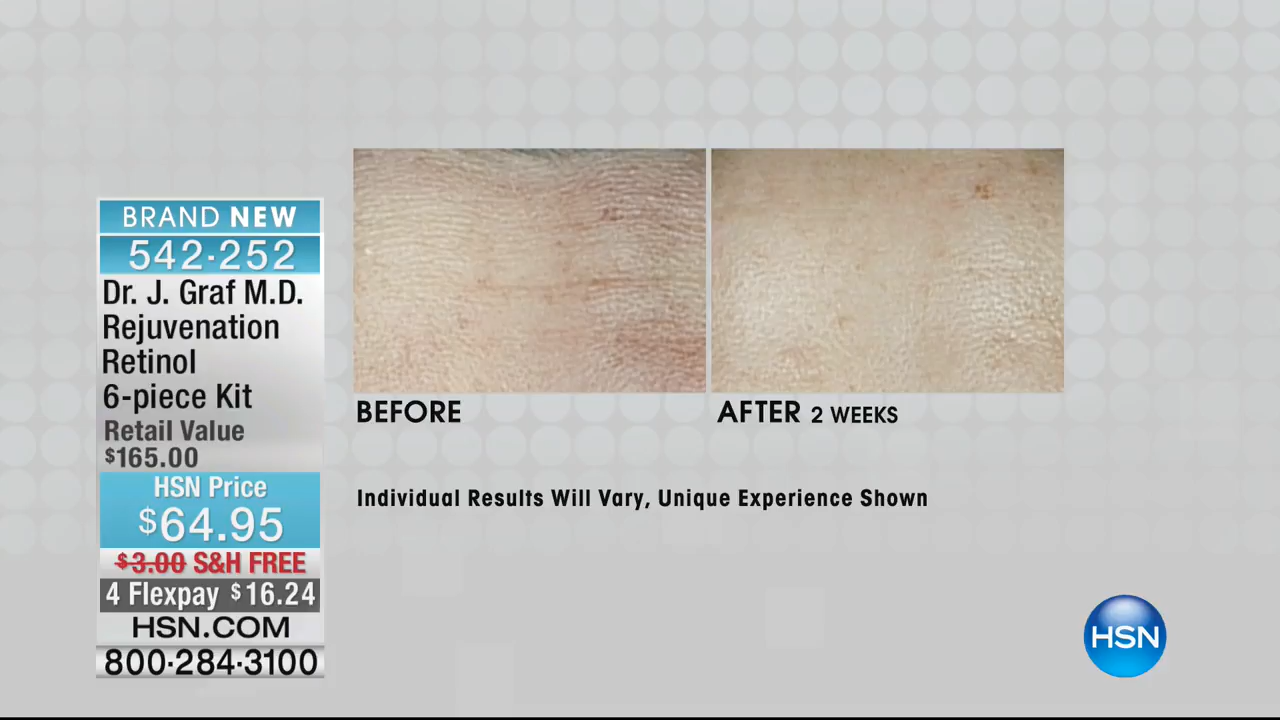 BRAND NEW
542·252
Dr. J. Graf M.D.
Rejuvenation
Retinol
6-piece Kit
Retail Value
$165.00
HSN Price
$64.95
$3.00 S&H FREE
4 Flexpay $16.24
HSN.COM
800·284·3100
BEFORE
AFTER 2 WEEKS
Individual Results Will Vary, Unique Experience Shown
HSN